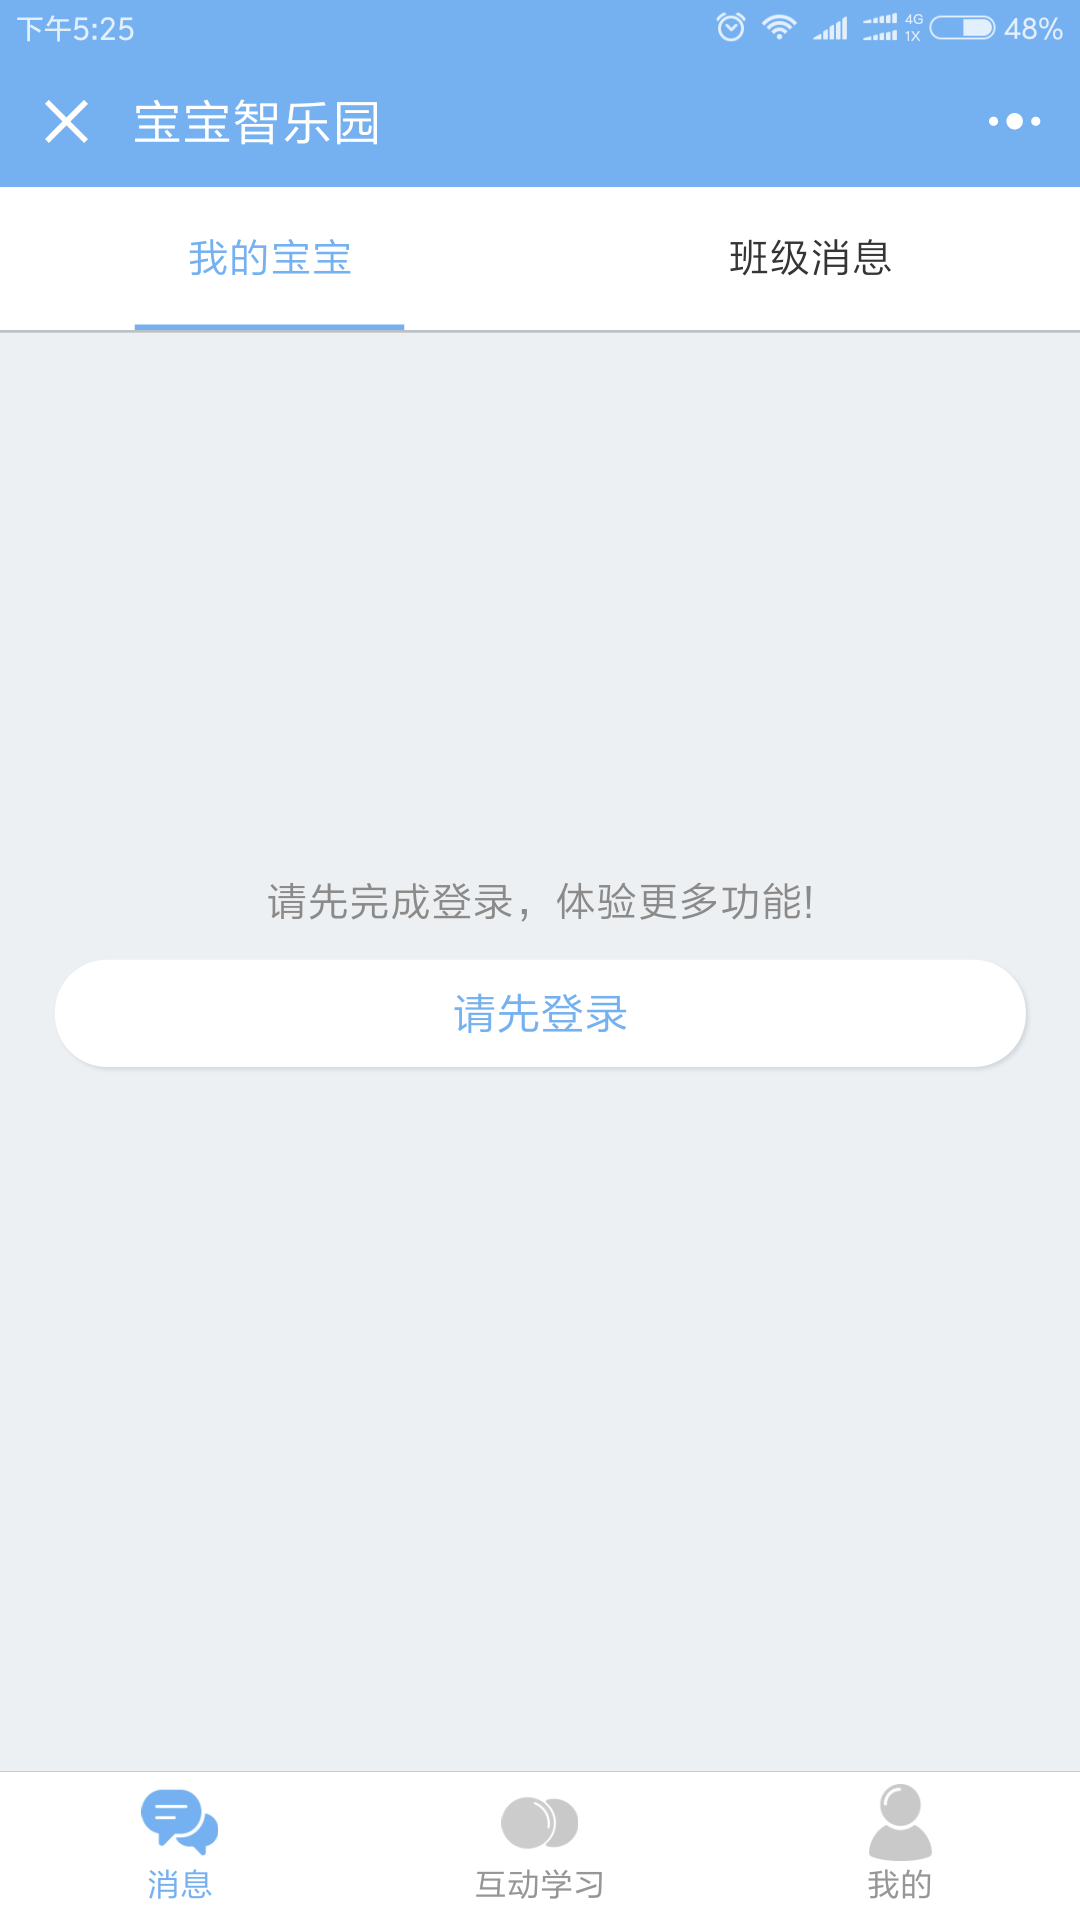 下午5:25
4G
1X
48%
宝宝智乐园
我的宝宝
班级消息
请先完成登录，体验更多功能!
请先登录
消息
互动学习
我的